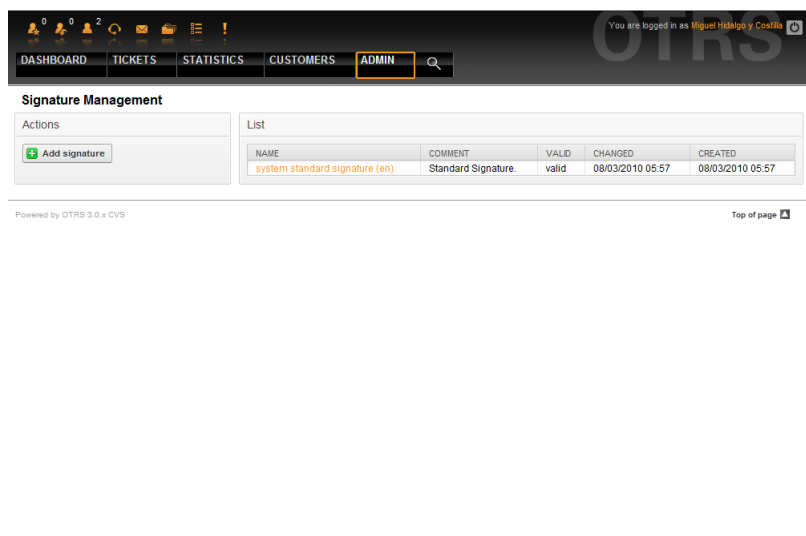 0 0 2
You are logged in as Miguel Hidalgo y Costilla
OTRS
DASHBOARD TICKETS STATISTICS CUSTOMERS ADMIN
Signature Management
Actions
Add signature
List
NAME COMMENT VALID CHANGED CREATED
system standard signature (en) Standard Signature. valid 08/03/2010 05:57 08/03/2010 05:57
Powered by OTRS 3.0.x CVS
Top of page